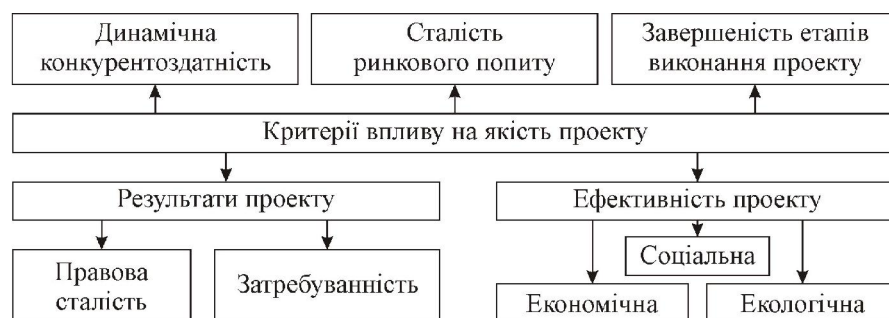 Динамічна
конкурентоздатність
Сталість
ринкового попиту
Завершеність етапів
виконання проекту
Критерії впливу на якість проекту
Результати проекту
Ефективність проекту
Правова
сталість
Затребуванність
Соціальна
Економічна
Екологічна